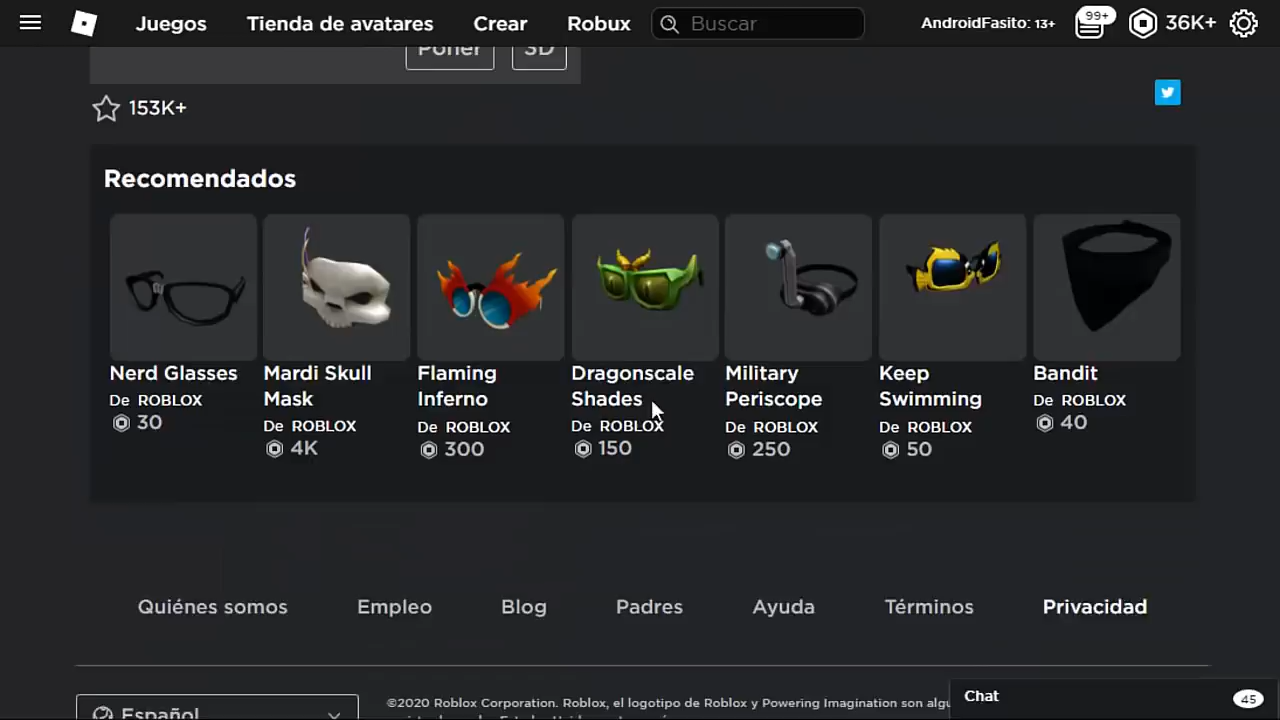 Juegos Tienda de avatares Crear Robux Buscar AndroidFasito: 13+ 99+ 36K+
Poner 3D
153K+
Recomendados
Nerd Glasses
De ROBLOX
30
Mardi Skull
Mask
De ROBLOX
4K
Flaming
Inferno
De ROBLOX
300
Dragonscale
Shades
De ROBLOX
150
Military
Periscope
De ROBLOX
250
Keep
Swimming
De ROBLOX
50
Bandit
De ROBLOX
40
Quiénes somos Empleo Blog Padres Ayuda Términos Privacidad
Español
©2020 Roblox Corporation. Roblox, el logotipo de Roblox y Powering Imagination son
Chat 45